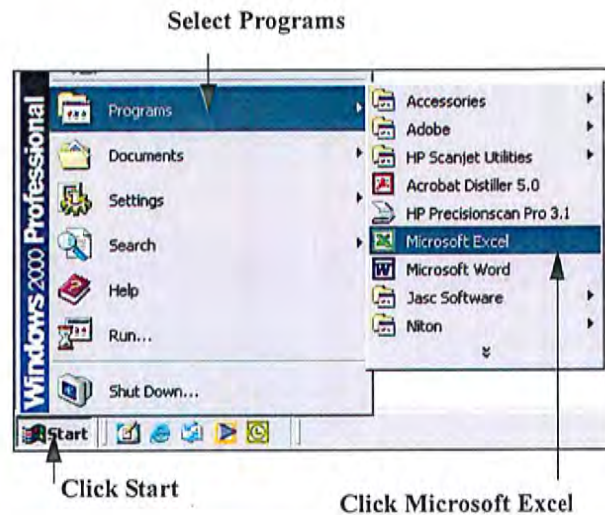 Select Programs
Windows 2000 Professional
Programs
Documents
Settings
Search
Help
Run...
Shut Down...
Start
Accessories
Adobe
HP Scanjet Utilities
Acrobat Distiller 5.0
HP Precisionscan Pro 3.1
Microsoft Excel
Microsoft Word
Jasc Software
Niton
Click Start
Click Microsoft Excel